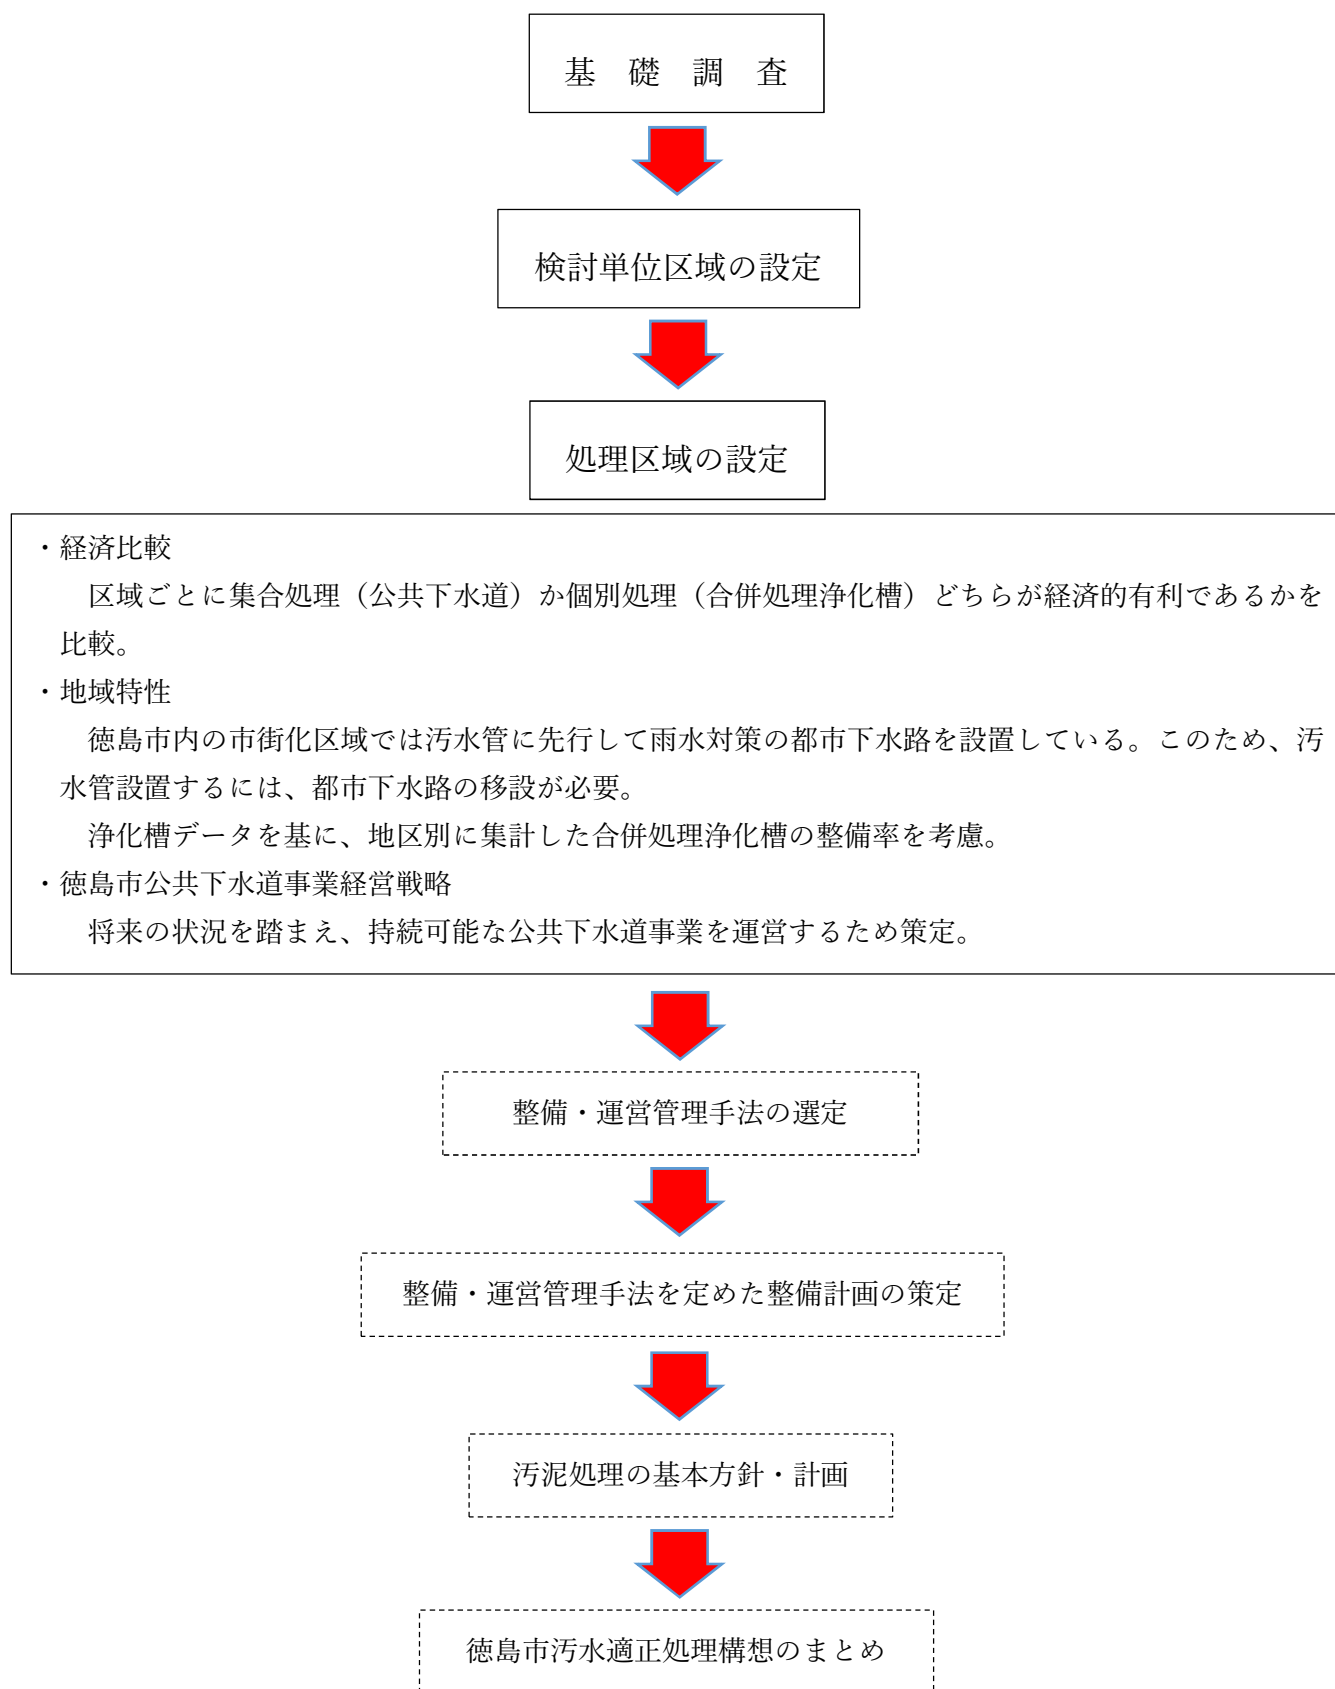 基　礎　調　査
検討単位区域の設定
処理区域の設定
・経済比較
区域ごとに集合処理（公共下水道）か個別処理（合併処理浄化槽）どちらが経済的有利であるかを
比較。
・地域特性
徳島市内の市街化区域では汚水管に先行して雨水対策の都市下水路を設置している。このため、汚
水管設置するには、都市下水路の移設が必要。
浄化槽データを基に、地区別に集計した合併処理浄化槽の整備率を考慮。
・徳島市公共下水道事業経営戦略
将来の状況を踏まえ、持続可能な公共下水道事業を運営するため策定。
整備・運営管理手法の選定
整備・運営管理手法を定めた整備計画の策定
汚泥処理の基本方針・計画
徳島市汚水適正処理構想のまとめ